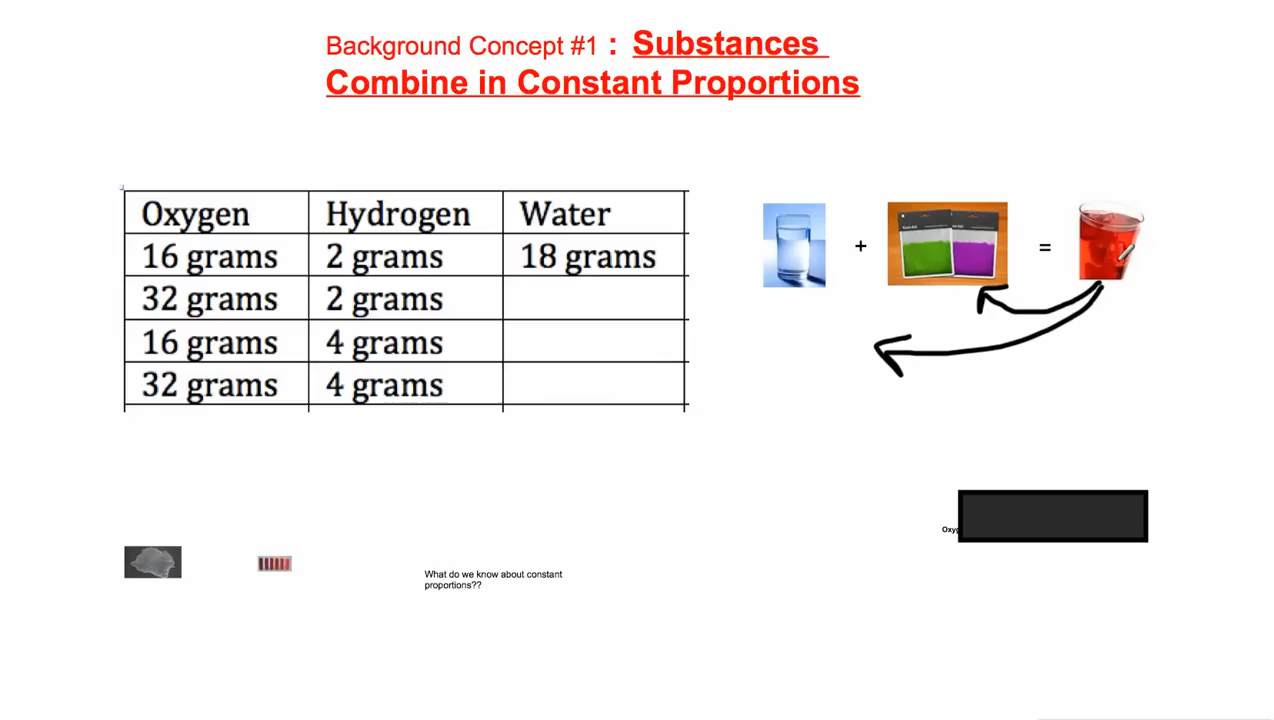 Background Concept #1 : Substances
Combine in Constant Proportions
Oxygen Hydrogen Water
16 grams 2 grams 18 grams
32 grams 2 grams
16 grams 4 grams
32 grams 4 grams
+ =
What do we know about constant
proportions??